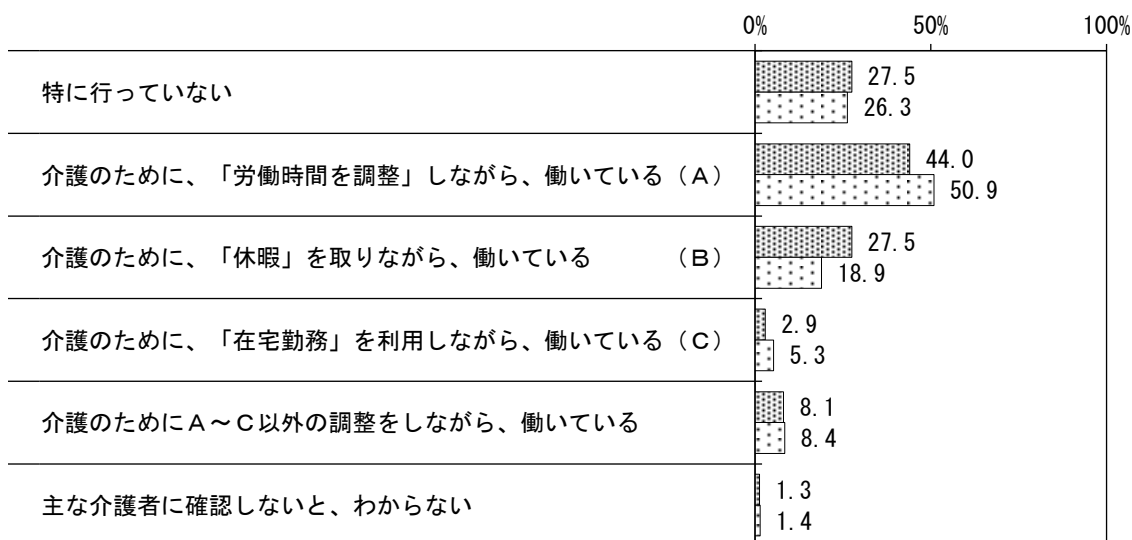 0% 50% 100%
特に行っていない
27.5
26.3
介護のために、「労働時間を調整」しながら、働いている（A）
44.0
50.9
介護のために、「休暇」を取りながら、働いている （B）
27.5
18.9
介護のために、「在宅勤務」を利用しながら、働いている（C）
2.9
5.3
介護のためにA～C以外の調整をしながら、働いている
8.1
8.4
主な介護者に確認しないと、わからない
1.3
1.4